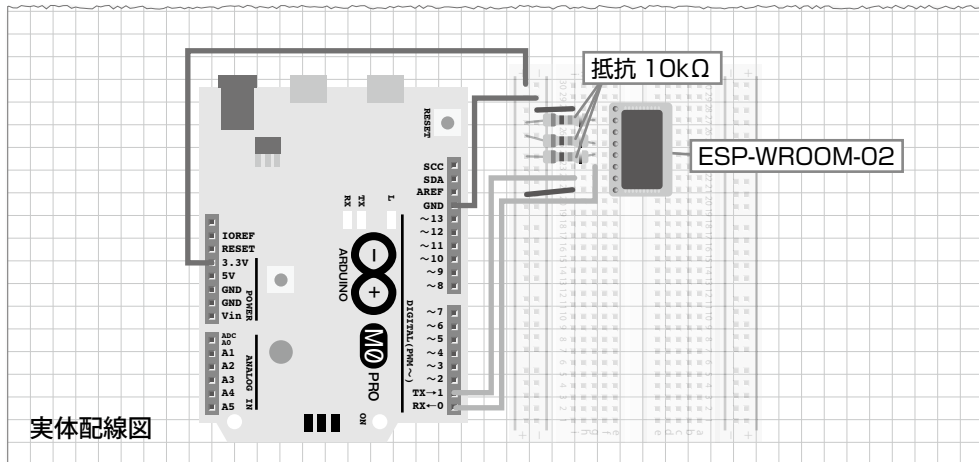 抵抗 10kΩ
ESP-WROOM-02
RESET
SCC
SDA
AREF
GND
～13
～12
～11
～10
～9
～8
～7
～6
～5
～4
～3
～2
TX→1
RX←0
DIGITAL(PWM～)
RX
TX
L
ARDUINO
M0
PRO
ON
IOREF
RESET
3.3V
5V
GND
GND
Vin
POWER
ADC
A0
A1
A2
A3
A4
A5
ANALOG IN
実体配線図